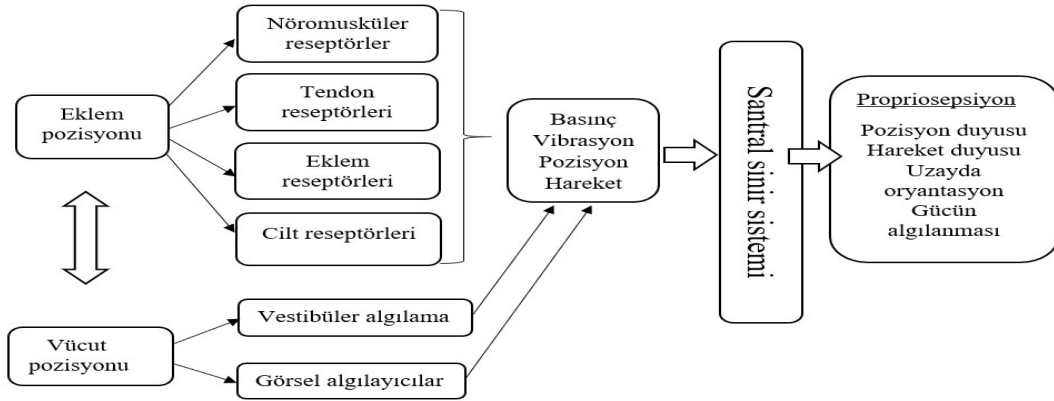 Eklem
pozisyonu
Nöromusküler
reseptörler
Tendon
reseptörleri
Eklem
reseptörleri
Cilt reseptörleri
Vücut
pozisyonu
Vestibüler algılama
Görsel algılayıcılar
Basınç
Vibrasyon
Pozisyon
Hareket
Santral sinir sistemi
Propriosepsiyon
Pozisyon duyusu
Hareket duyusu
Uzayda
oryantasyon
Gücün
algılanması